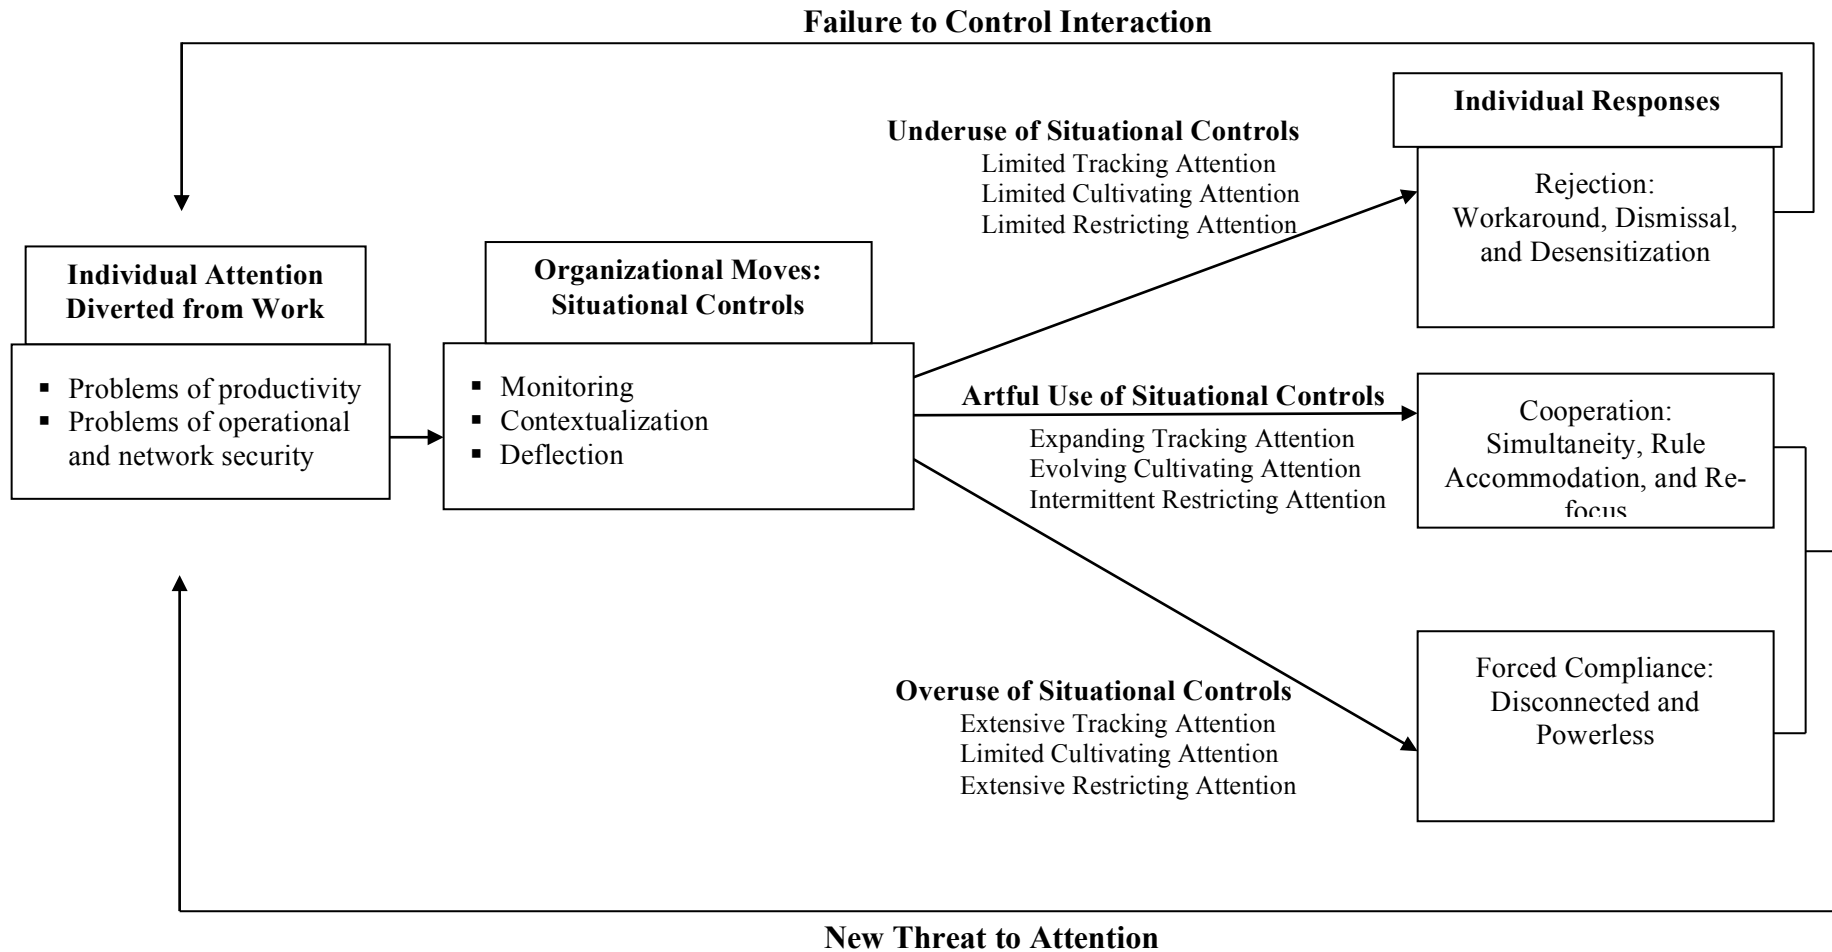 Failure to Control Interaction
Individual Responses
Underuse of Situational Controls
Limited Tracking Attention
Limited Cultivating Attention
Limited Restricting Attention
Rejection:
Workaround, Dismissal,
and Desensitization
Individual Attention
Diverted from Work
▪ Problems of productivity
▪ Problems of operational
and network security
Organizational Moves:
Situational Controls
▪ Monitoring
▪ Contextualization
▪ Deflection
Artful Use of Situational Controls
Expanding Tracking Attention
Evolving Cultivating Attention
Intermittent Restricting Attention
Cooperation:
Simultaneity, Rule
Accommodation, and Re-
focus
Overuse of Situational Controls
Extensive Tracking Attention
Limited Cultivating Attention
Extensive Restricting Attention
Forced Compliance:
Disconnected and
Powerless
New Threat to Attention